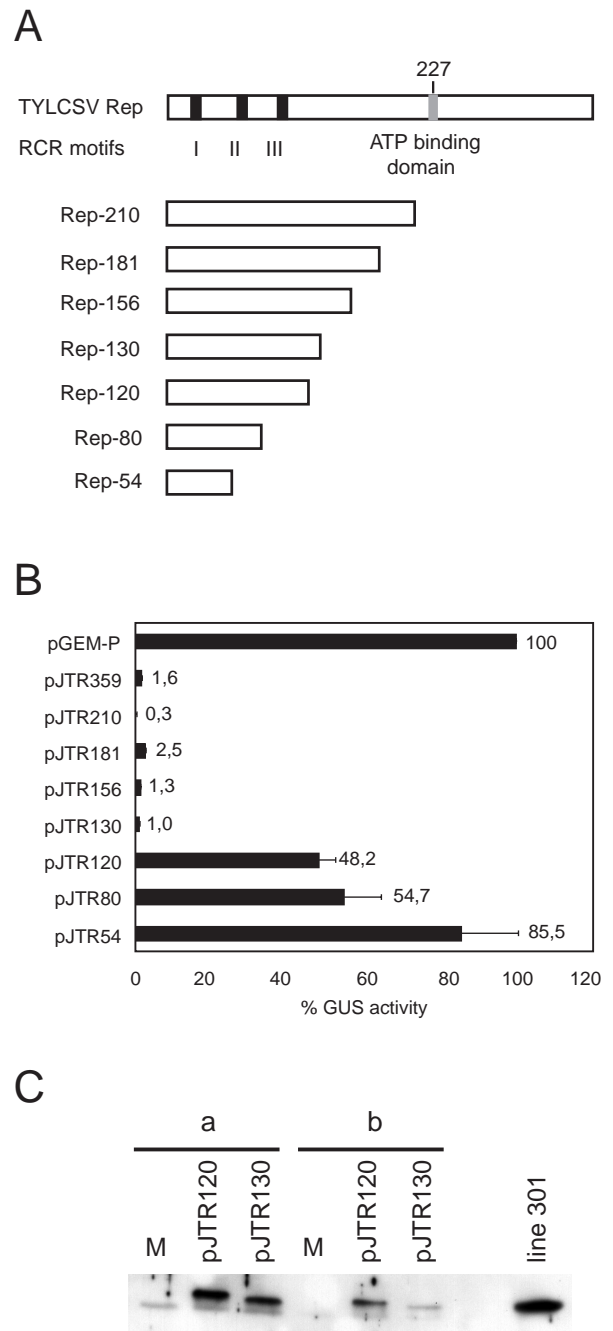 A
227
TYLCSV Rep
RCR motifs I II III ATP binding
domain
Rep-210
Rep-181
Rep-156
Rep-130
Rep-120
Rep-80
Rep-54
B
pGEM-P 100
pJTR359 1,6
pJTR210 0,3
pJTR181 2,5
pJTR156 1,3
pJTR130 1,0
pJTR120 48,2
pJTR80 54,7
pJTR54 85,5
0 20 40 60 80 100 120
% GUS activity
C
a b
M pJTR120 pJTR130 M pJTR120 pJTR130 line 301